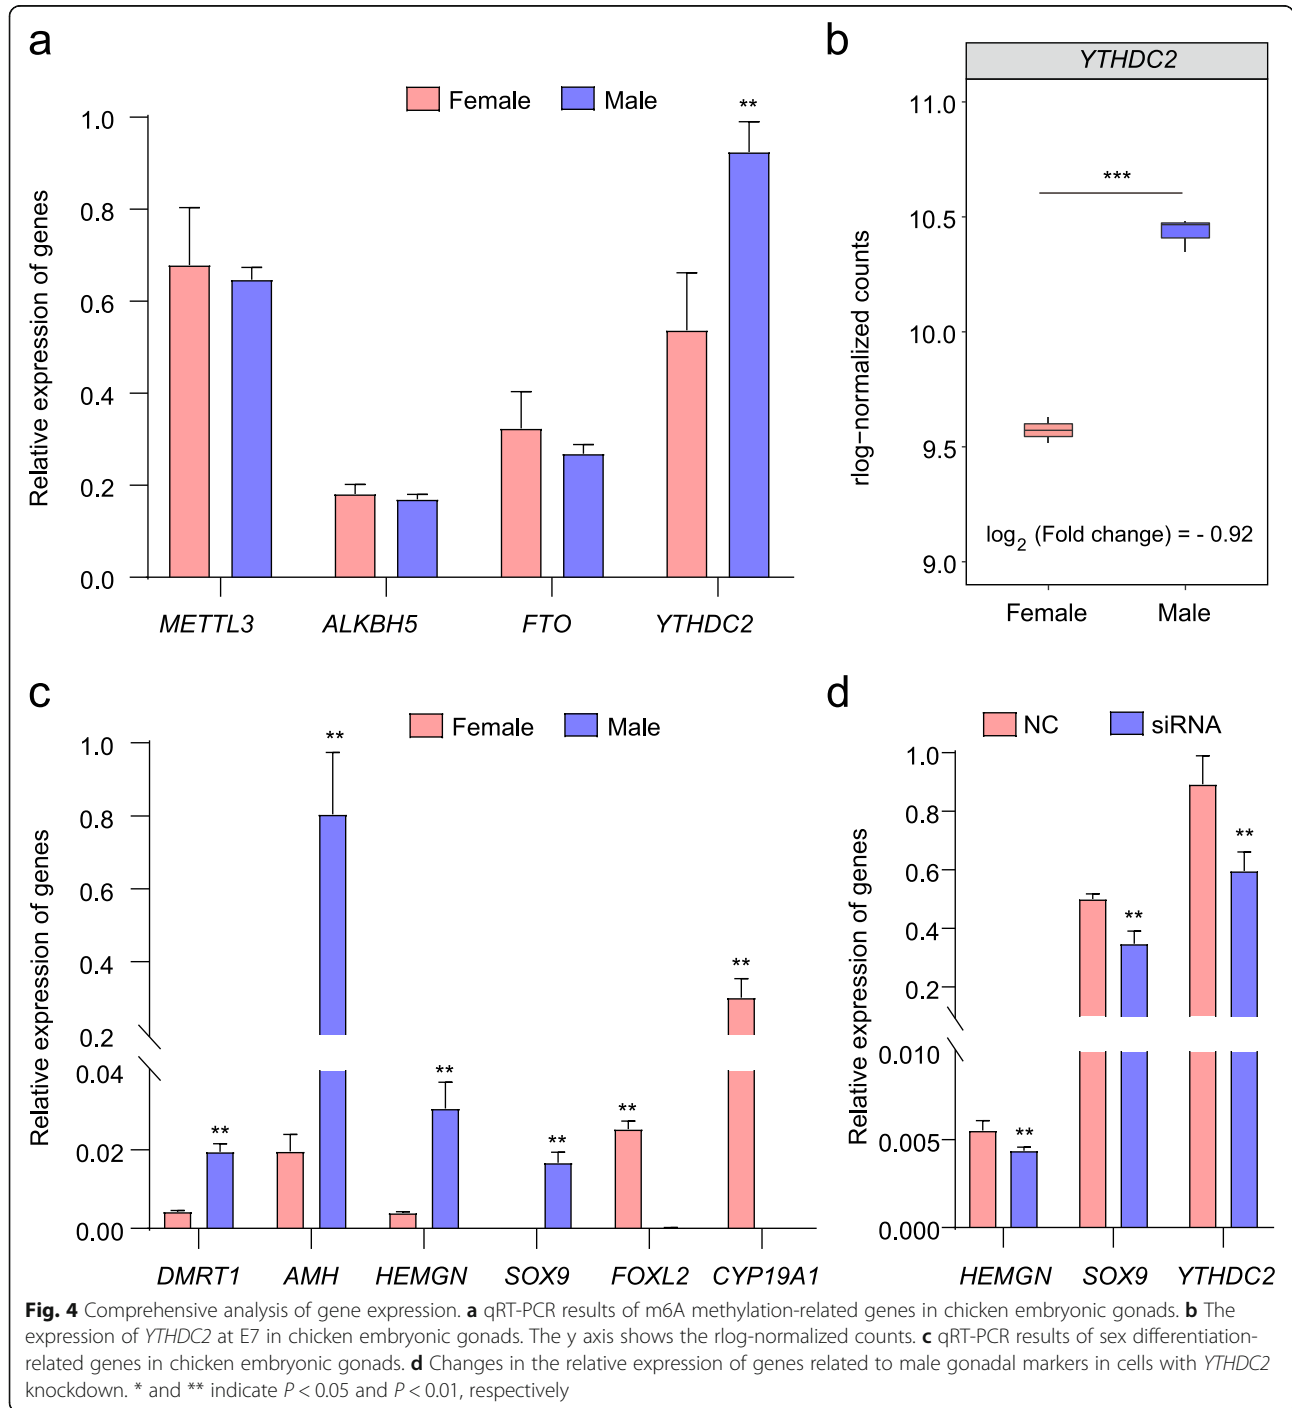 a
Female Male
**
Relative expression of genes
1.0
0.8
0.6
0.4
0.2
0.0
METTL3 ALKBH5 FTO YTHDC2
b
YTHDC2
rlog−normalized counts
11.0
10.5
10.0
9.5
9.0
***
log2 (Fold change) = - 0.92
Female Male
c
Female Male
Relative expression of genes
1.0
0.8
0.6
0.4
0.2
0.04
0.02
0.00
** ** ** ** ** **
DMRT1 AMH HEMGN SOX9 FOXL2 CYP19A1
d
NC siRNA
Relative expression of genes
1.0
0.8
0.6
0.4
0.2
0.010
0.005
0.000
** ** **
HEMGN SOX9 YTHDC2
Fig. 4 Comprehensive analysis of gene expression. a qRT-PCR results of m6A methylation-related genes in chicken embryonic gonads. b The
expression of YTHDC2 at E7 in chicken embryonic gonads. The y axis shows the rlog-normalized counts. c qRT-PCR results of sex differentiation-
related genes in chicken embryonic gonads. d Changes in the relative expression of genes related to male gonadal markers in cells with YTHDC2
knockdown. * and ** indicate P < 0.05 and P < 0.01, respectively